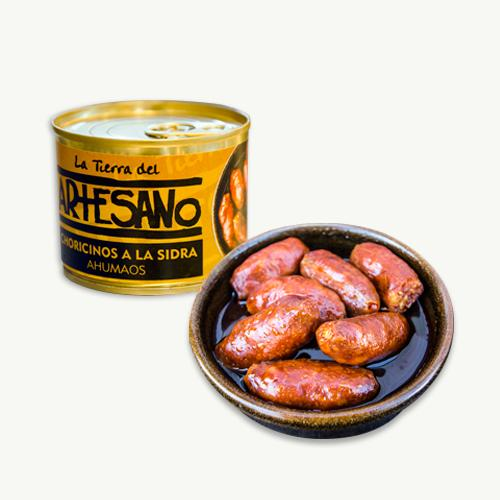 La Tierra del
ARTESANO
CHORICINOS A LA SIDRA
AHUMAOS